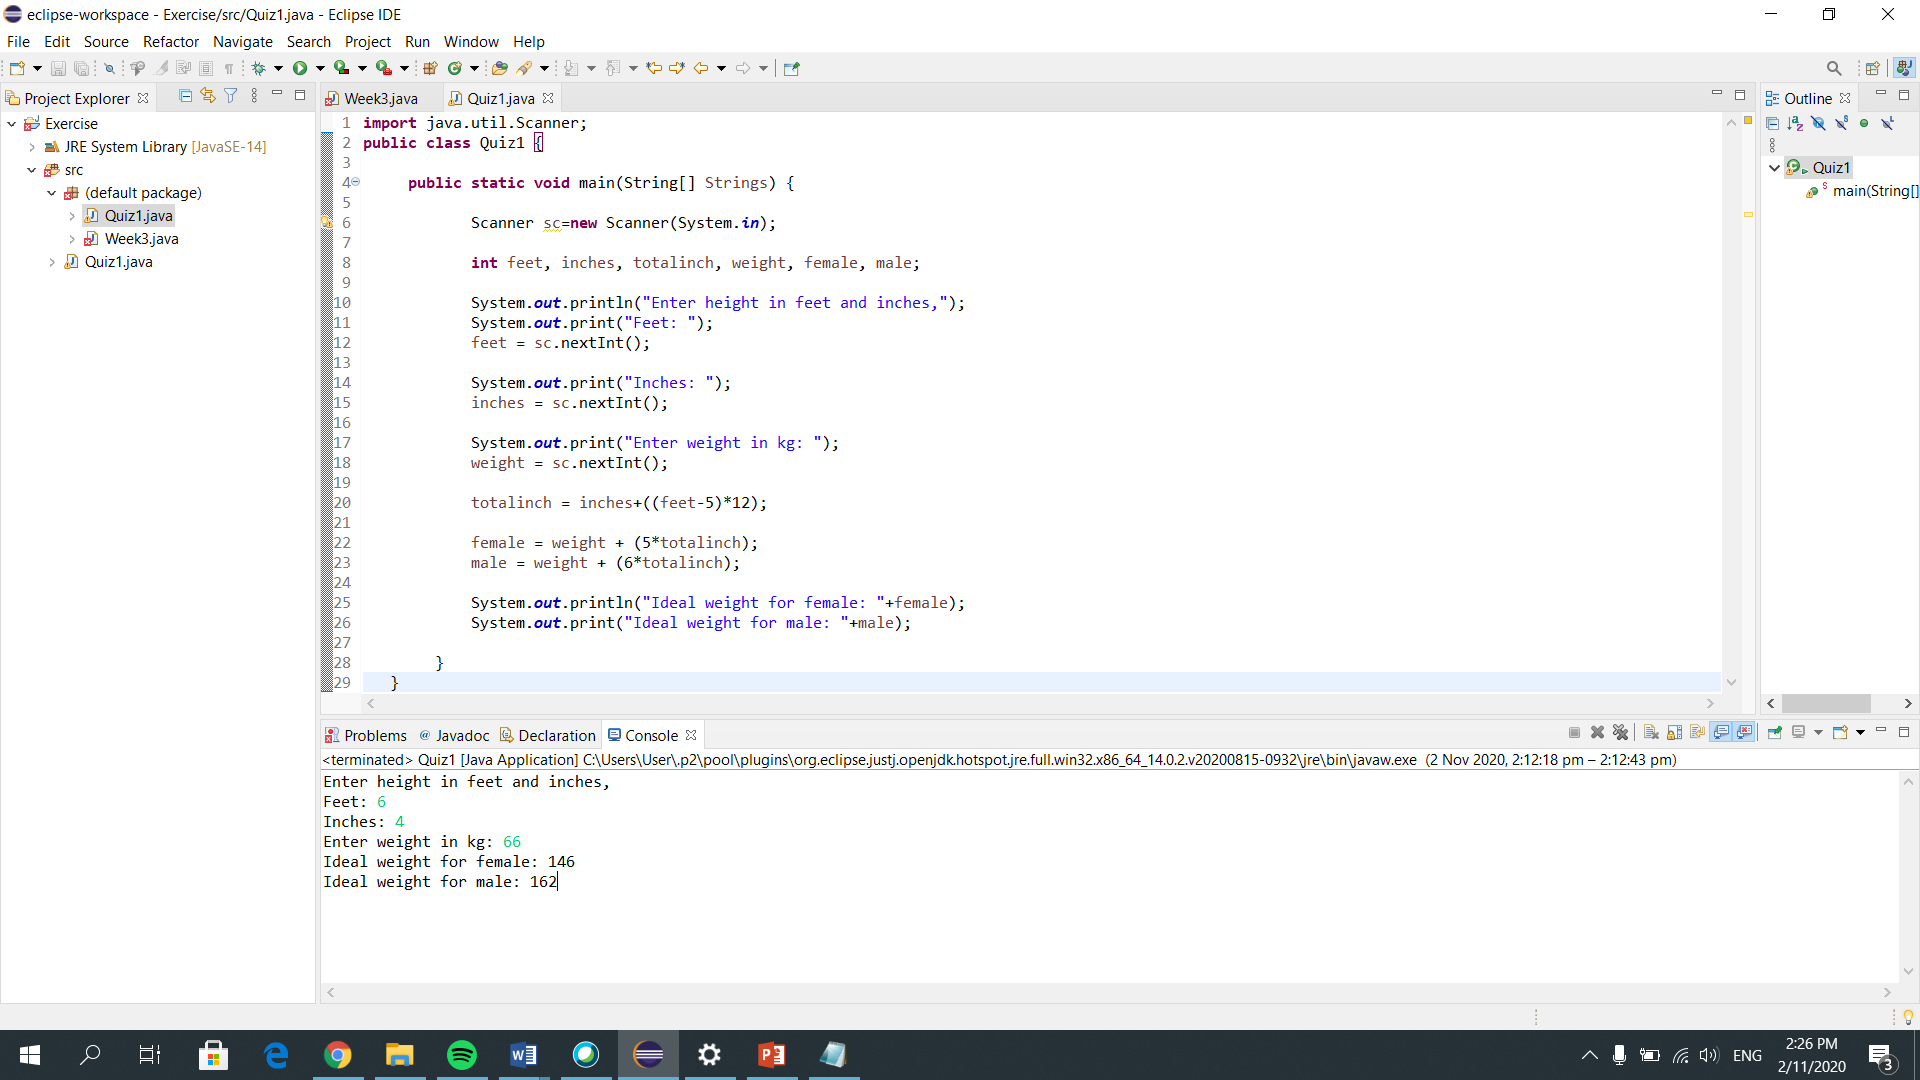 eclipse-workspace - Exercise/src/Quiz1.java - Eclipse IDE
File Edit Source Refactor Navigate Search Project Run Window Help
Project Explorer
Exercise
JRE System Library [JavaSE-14]
src
(default package)
Quiz1.java
Week3.java
Quiz1.java
Week3.java Quiz1.java
1 import java.util.Scanner;
2 public class Quiz1 {
3
4 public static void main(String[] Strings) {
5
6 Scanner sc=new Scanner(System.in);
7
8 int feet, inches, totalinch, weight, female, male;
9
10 System.out.println("Enter height in feet and inches,");
11 System.out.print("Feet: ");
12 feet = sc.nextInt();
13
14 System.out.print("Inches: ");
15 inches = sc.nextInt();
16
17 System.out.print("Enter weight in kg: ");
18 weight = sc.nextInt();
19
20 totalinch = inches+((feet-5)*12);
21
22 female = weight + (5*totalinch);
23 male = weight + (6*totalinch);
24
25 System.out.println("Ideal weight for female: "+female);
26 System.out.print("Ideal weight for male: "+male);
27
28 }
29 }
Outline
Quiz1
main(String[]
Problems @ Javadoc Declaration Console
<terminated> Quiz1 [Java Application] C:\Users\User\.p2\pool\plugins\org.eclipse.justj.openjdk.hotspot.jre.full.win32.x86_64_14.0.2.v20200815-0932\jre\bin\javaw.exe (2 Nov 2020, 2:12:18 pm – 2:12:43 pm)
Enter height in feet and inches,
Feet: 6
Inches: 4
Enter weight in kg: 66
Ideal weight for female: 146
Ideal weight for male: 162
ENG
2:26 PM
2/11/2020
3